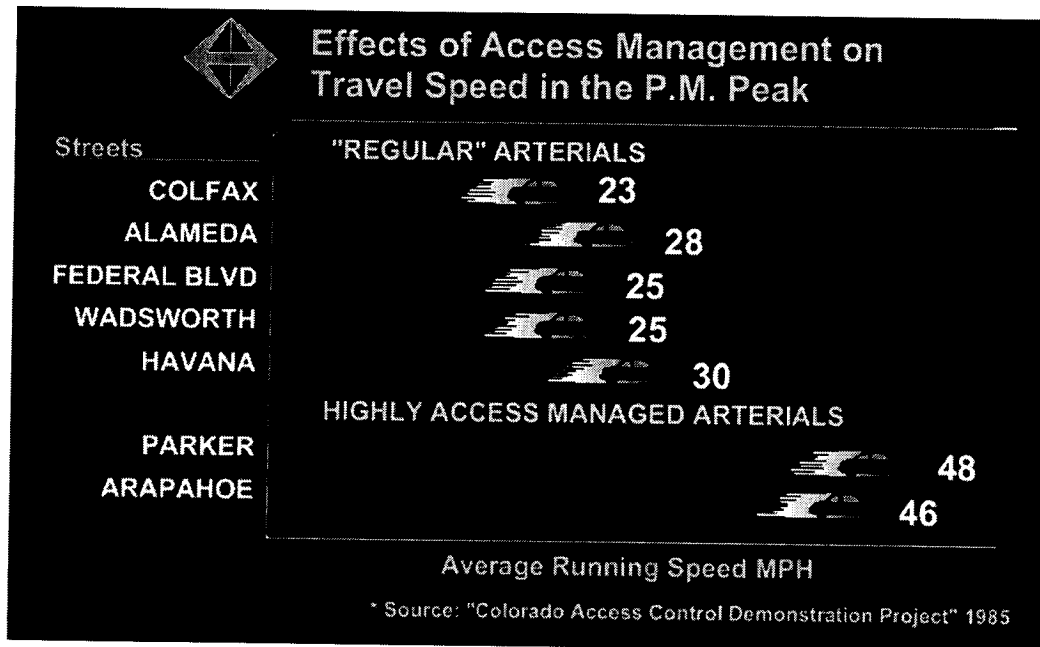 Effects of Access Management on
Travel Speed in the P.M. Peak
Streets
"REGULAR" ARTERIALS
COLFAX 23
ALAMEDA 28
FEDERAL BLVD 25
WADSWORTH 25
HAVANA 30
HIGHLY ACCESS MANAGED ARTERIALS
PARKER 48
ARAPAHOE 46
Average Running Speed MPH
* Source: "Colorado Access Control Demonstration Project" 1985